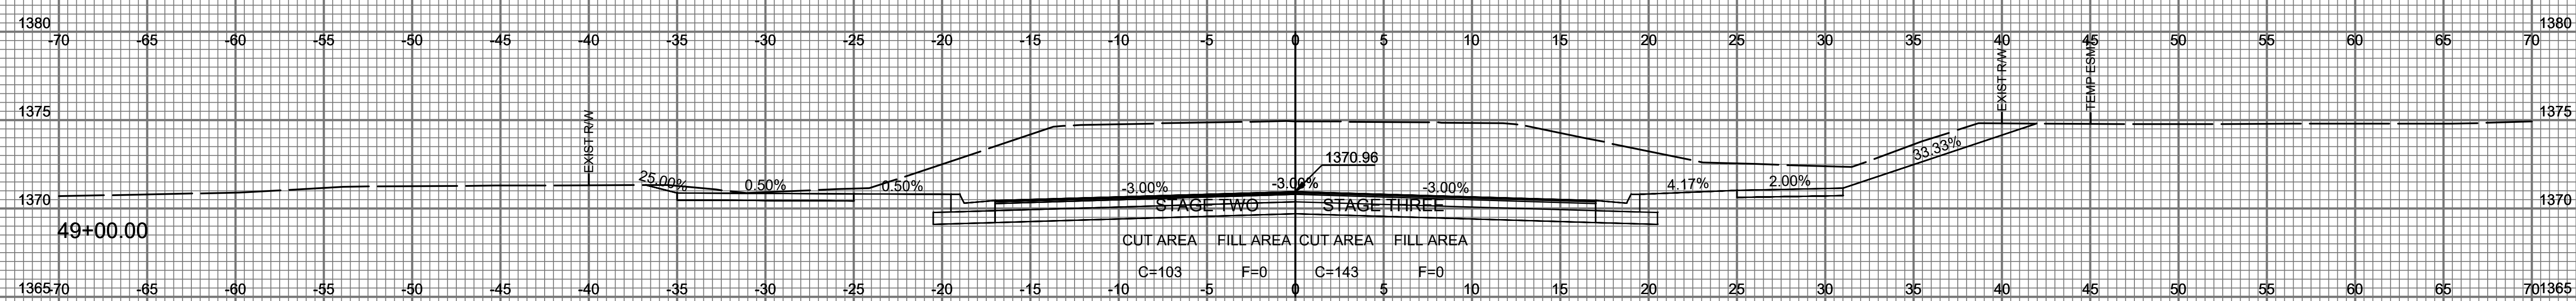 1380 1380
-70 -65 -60 -55 -50 -45 -40 -35 -30 -25 -20 -15 -10 -5 0 5 10 15 20 25 30 35 40 45 50 55 60 65 70
EXIST R/W
EXIST R/W
TEMP ESMT
1375 1375
1370.96
33.33%
25.00% 0.50% 0.50% -3.00% -3.00% -3.00% 4.17% 2.00%
1370 1370
STAGE TWO STAGE THREE
49+00.00
CUT AREA FILL AREA CUT AREA FILL AREA
C=103 F=0 C=143 F=0
1365 1365
-70 -65 -60 -55 -50 -45 -40 -35 -30 -25 -20 -15 -10 -5 0 5 10 15 20 25 30 35 40 45 50 55 60 65 70